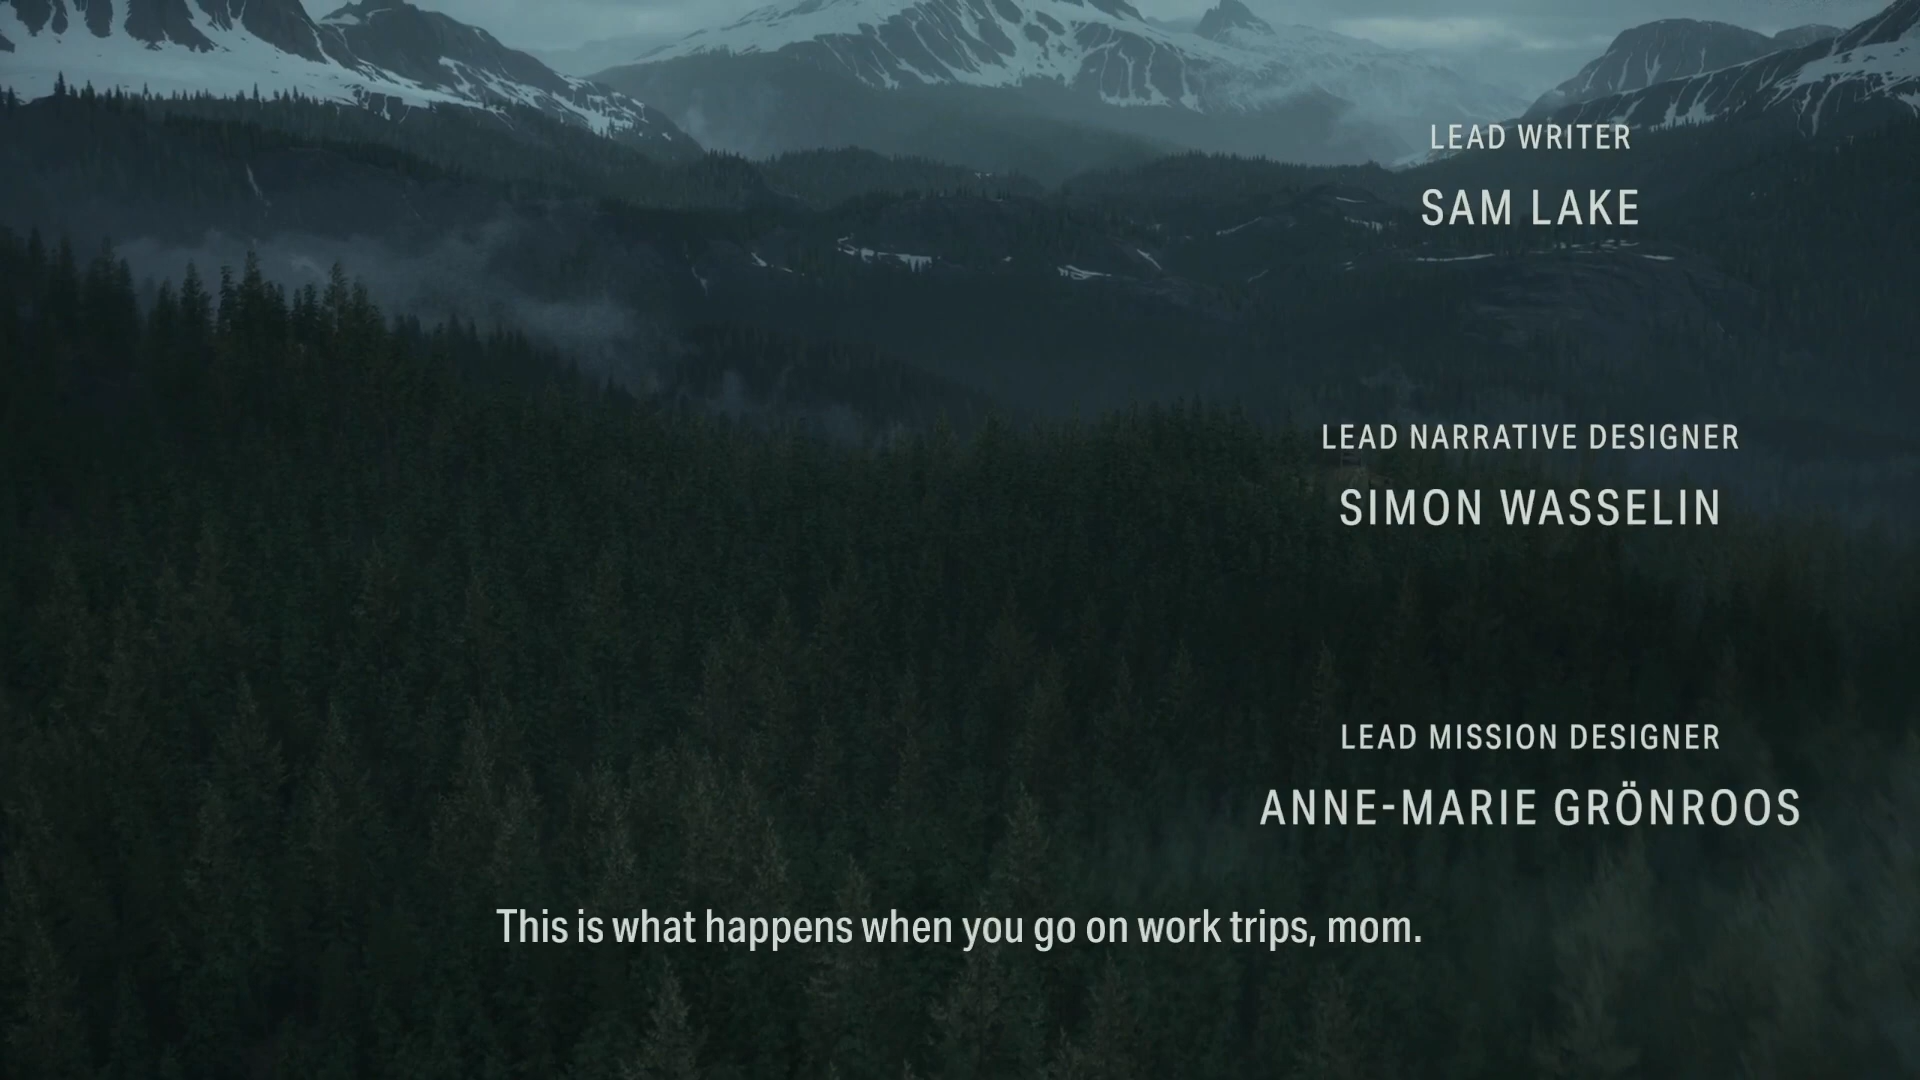 LEAD WRITER
SAM LAKE
LEAD NARRATIVE DESIGNER
SIMON WASSELIN
LEAD MISSION DESIGNER
ANNE-MARIE GRÖNROOS
This is what happens when you go on work trips, mom.